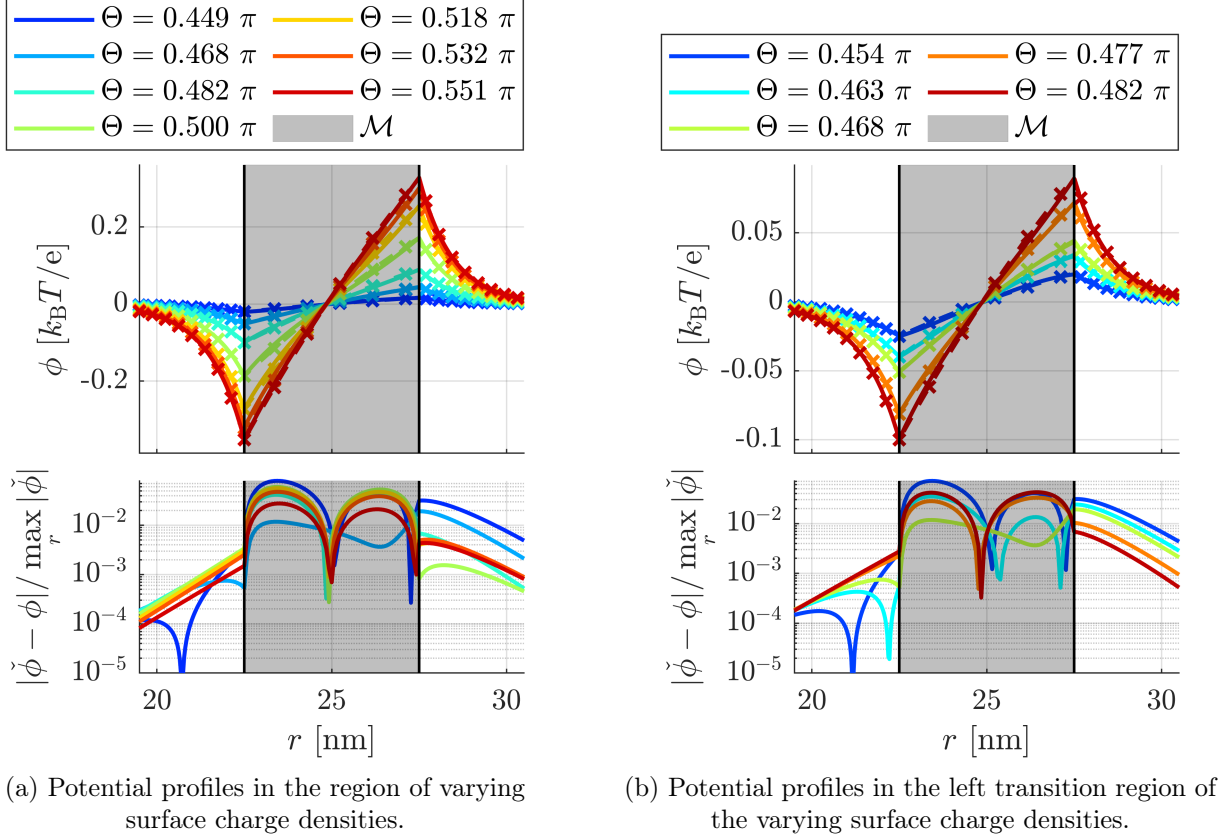 Θ = 0.449 π
Θ = 0.518 π
Θ = 0.468 π
Θ = 0.532 π
Θ = 0.482 π
Θ = 0.551 π
Θ = 0.500 π
ℳ
ϕ [k_B T/e]
0.2
0
-0.2
|ϕ̌ − ϕ|/ max_r |ϕ̌|
10^-2
10^-3
10^-4
10^-5
20
25
30
r [nm]
(a) Potential profiles in the region of varying
surface charge densities.
Θ = 0.454 π
Θ = 0.477 π
Θ = 0.463 π
Θ = 0.482 π
Θ = 0.468 π
ℳ
ϕ [k_B T/e]
0.05
0
-0.05
-0.1
|ϕ̌ − ϕ|/ max_r |ϕ̌|
10^-2
10^-3
10^-4
10^-5
20
25
30
r [nm]
(b) Potential profiles in the left transition region of
the varying surface charge densities.